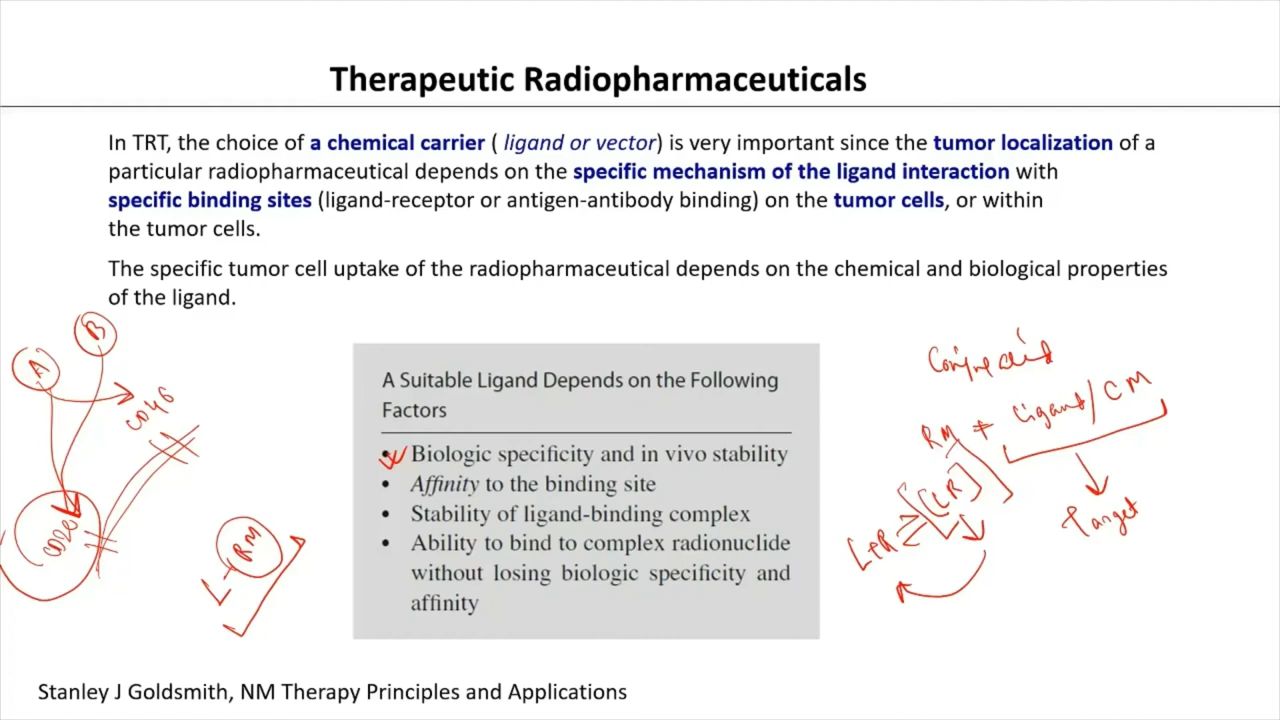 Therapeutic Radiopharmaceuticals
In TRT, the choice of a chemical carrier ( ligand or vector) is very important since the tumor localization of a
particular radiopharmaceutical depends on the specific mechanism of the ligand interaction with
specific binding sites (ligand-receptor or antigen-antibody binding) on the tumor cells, or within
the tumor cells.
The specific tumor cell uptake of the radiopharmaceutical depends on the chemical and biological properties
of the ligand.
A
B
CD46
CD20
L-RM
A Suitable Ligand Depends on the Following
Factors
• Biologic specificity and in vivo stability
• Affinity to the binding site
• Stability of ligand-binding complex
• Ability to bind to complex radionuclide
without losing biologic specificity and
affinity
RM + Ligand/CM
L+R [LR]
Target
Stanley J Goldsmith, NM Therapy Principles and Applications